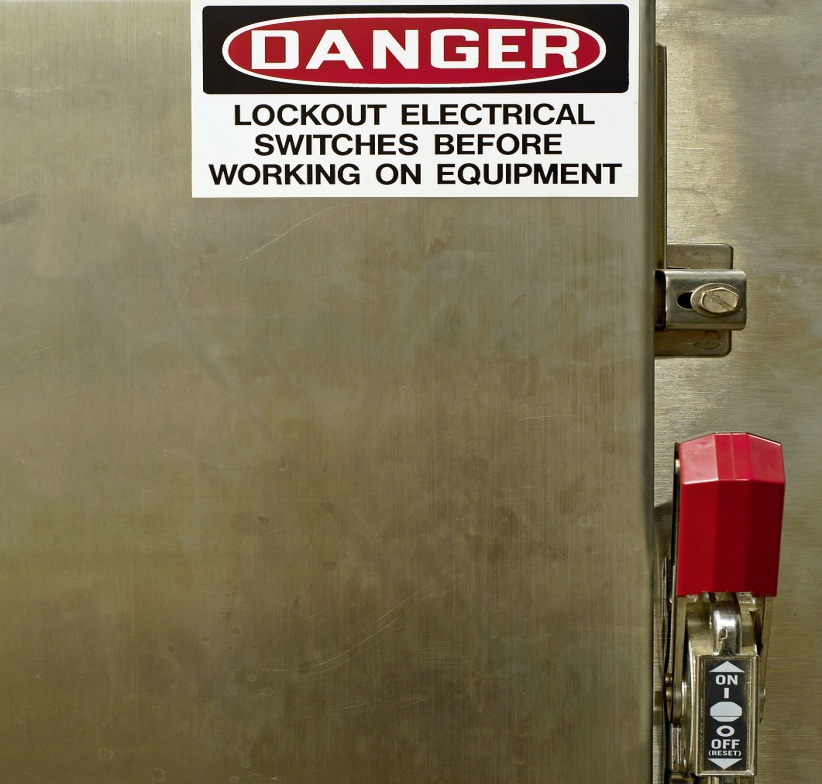 DANGER
LOCKOUT ELECTRICAL
SWITCHES BEFORE
WORKING ON EQUIPMENT
ON
I
O
OFF
(RESET)